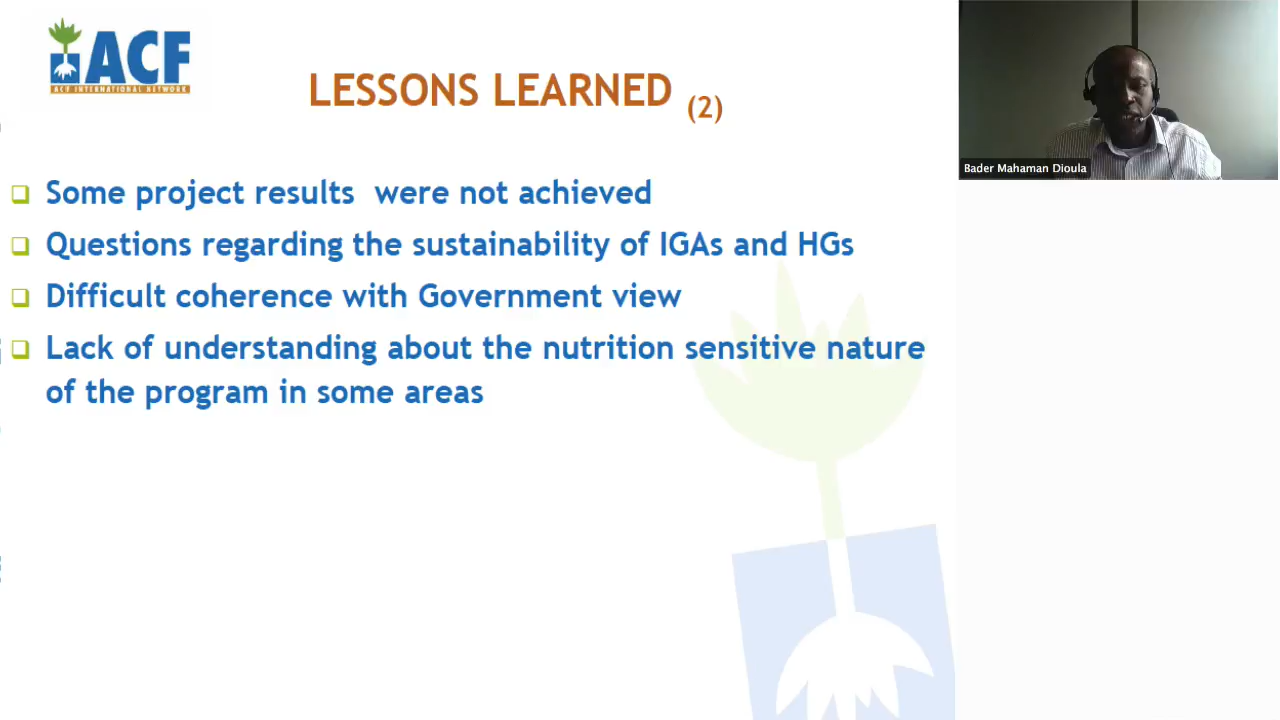 ACF
ACF INTERNATIONAL NETWORK
LESSONS LEARNED (2)
Some project results were not achieved
Questions regarding the sustainability of IGAs and HGs
Difficult coherence with Government view
Lack of understanding about the nutrition sensitive nature
of the program in some areas
Bader Mahaman Dioula